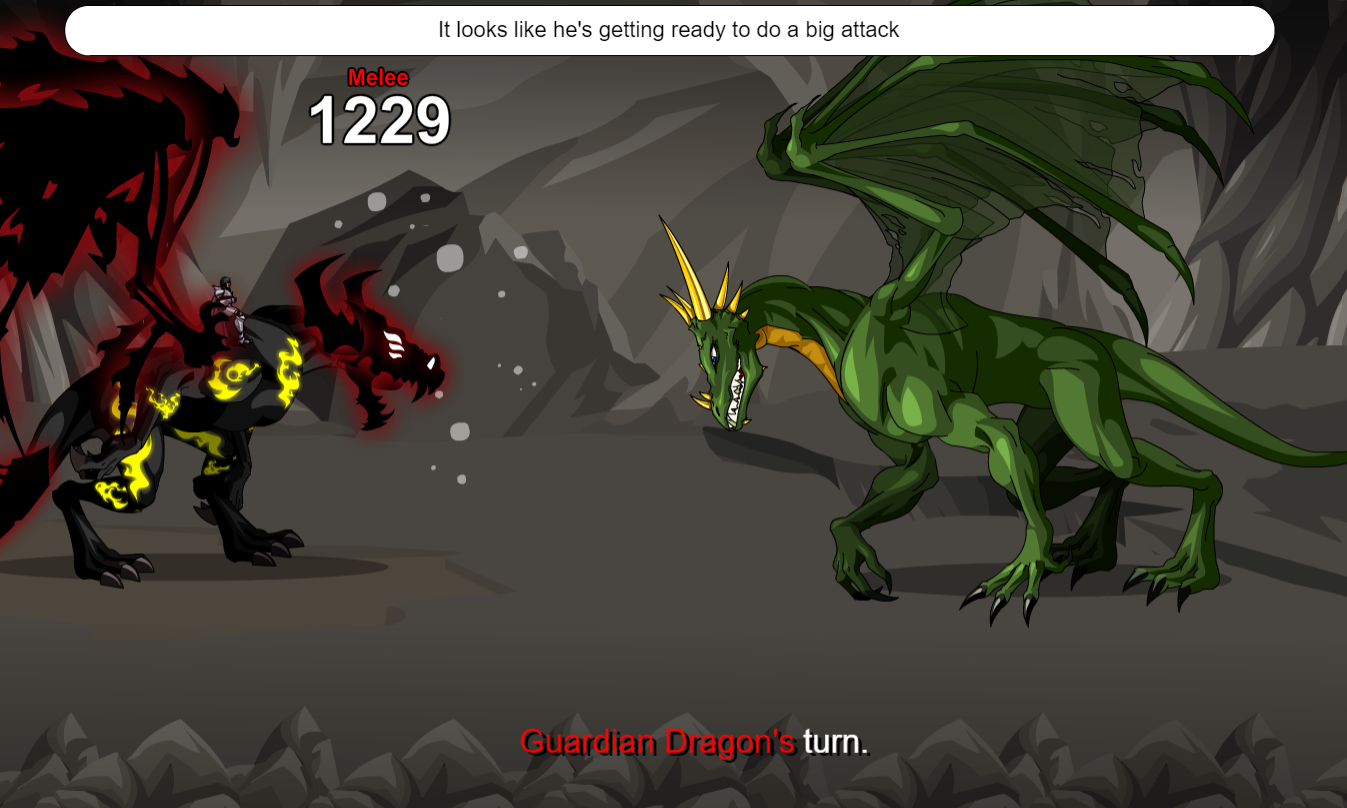 It looks like he's getting ready to do a big attack
Melee
1229
Guardian Dragon's turn.